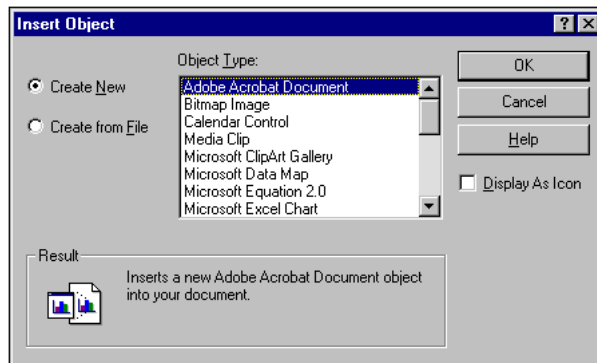 Insert Object
Object Type:
Create New
Create from File
Adobe Acrobat Document
Bitmap Image
Calendar Control
Media Clip
Microsoft ClipArt Gallery
Microsoft Data Map
Microsoft Equation 2.0
Microsoft Excel Chart
OK
Cancel
Help
Display As Icon
Result
Inserts a new Adobe Acrobat Document object
into your document.